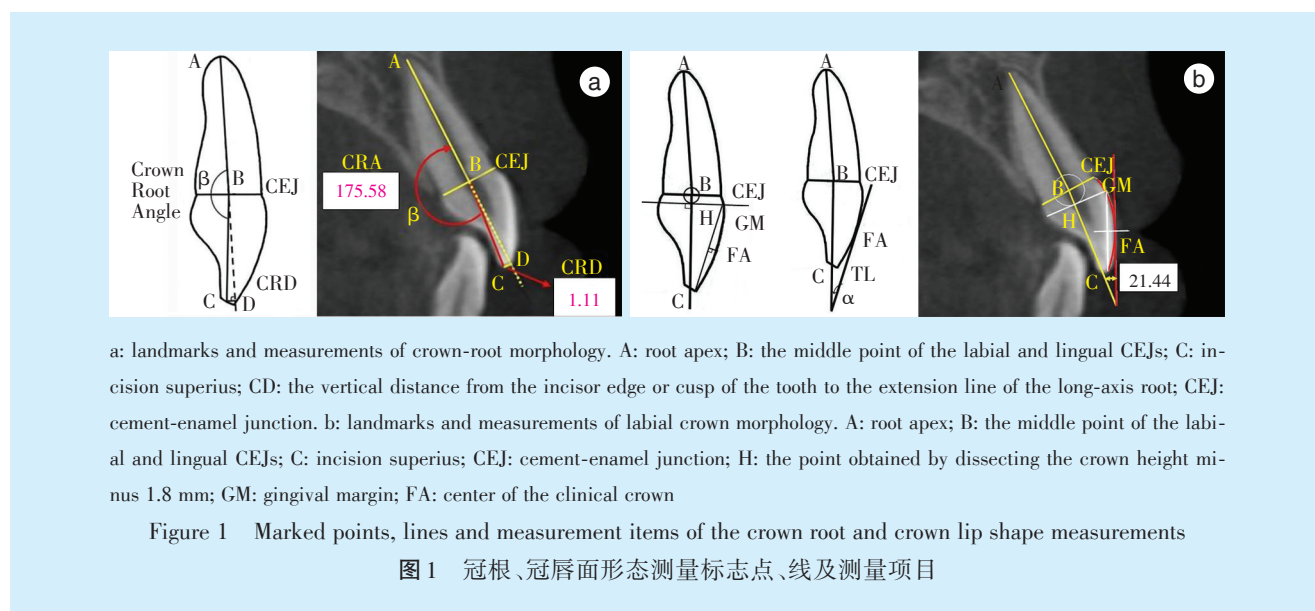 A
Crown
Root
Angle
β
B
CEJ
CRD
C
D
a
A
B
CEJ
CRA
175.58
β
D
C
CRD
1.11
A
B
CEJ
H
GM
FA
C
A
B
CEJ
FA
C
TL
α
b
A
CEJ
B
GM
H
FA
C
21.44
a: landmarks and measurements of crown-root morphology. A: root apex; B: the middle point of the labial and lingual CEJs; C: in-
cision superius; CD: the vertical distance from the incisor edge or cusp of the tooth to the extension line of the long-axis root; CEJ:
cement-enamel junction. b: landmarks and measurements of labial crown morphology. A: root apex; B: the middle point of the labi-
al and lingual CEJs; C: incision superius; CEJ: cement-enamel junction; H: the point obtained by dissecting the crown height mi-
nus 1.8 mm; GM: gingival margin; FA: center of the clinical crown
Figure 1 Marked points, lines and measurement items of the crown root and crown lip shape measurements
图1 冠根、冠唇面形态测量标志点、线及测量项目